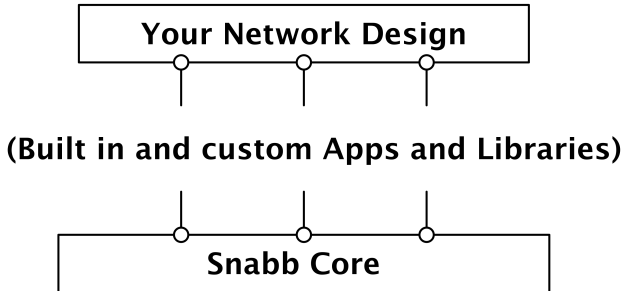 Your Network Design
(Built in and custom Apps and Libraries)
Snabb Core